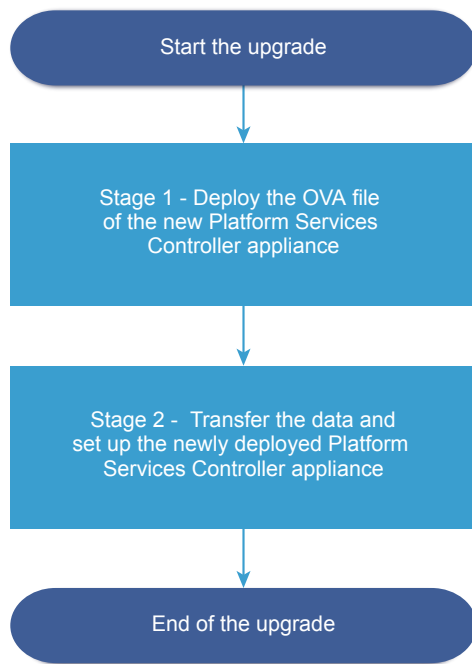 Start the upgrade
Stage 1 - Deploy the OVA file
of the new Platform Services
Controller appliance
Stage 2 - Transfer the data and
set up the newly deployed Platform
Services Controller appliance
End of the upgrade